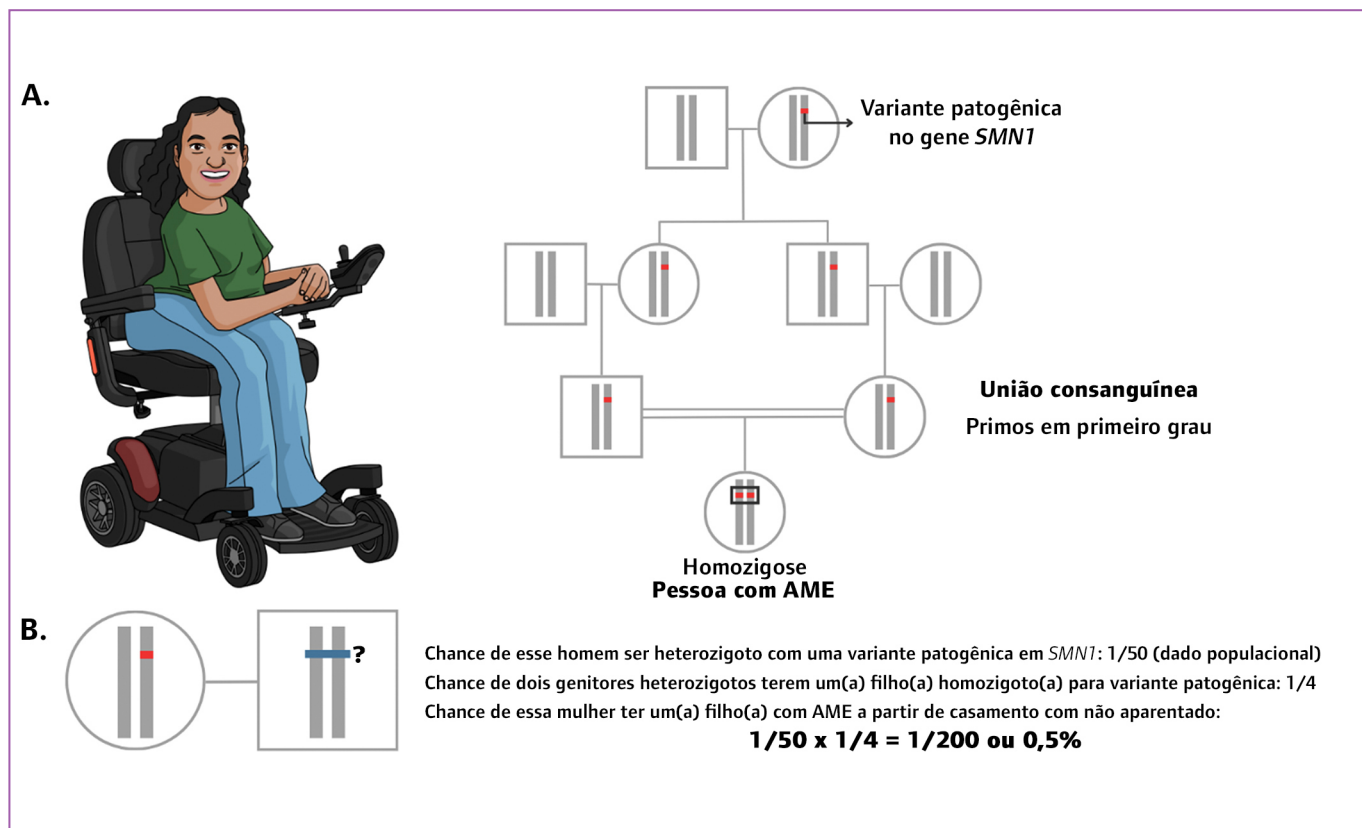 A.
Variante patogênica
no gene SMN1
União consanguínea
Primos em primeiro grau
Homozigose
Pessoa com AME
B.
?
Chance de esse homem ser heterozigoto com uma variante patogênica em SMN1: 1/50 (dado populacional)
Chance de dois genitores heterozigotos terem um(a) filho(a) homozigoto(a) para variante patogênica: 1/4
Chance de essa mulher ter um(a) filho(a) com AME a partir de casamento com não aparentado:
1/50 x 1/4 = 1/200 ou 0,5%